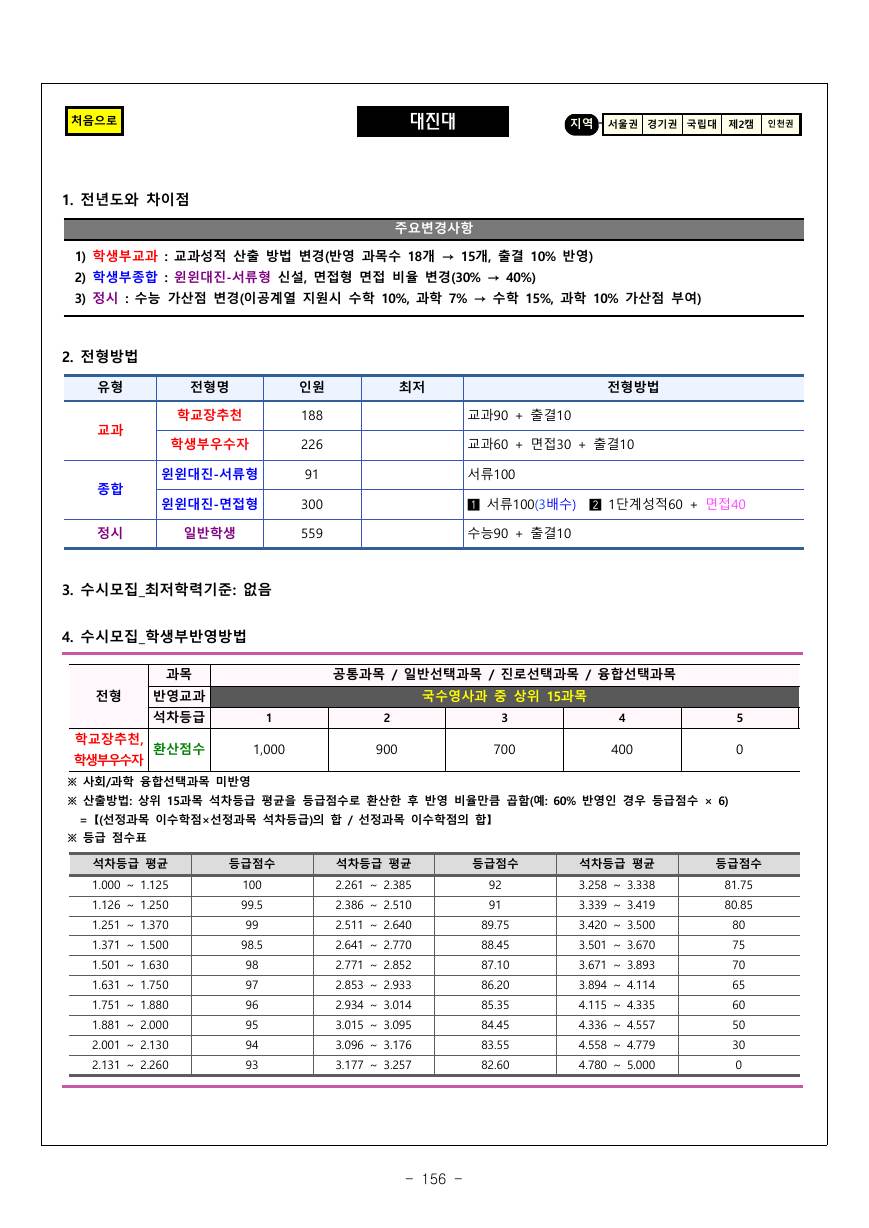 처음으로
대진대
지역 서울권 경기권 국립대 제2캠 인천권
1. 전년도와 차이점
주요변경사항
1) 학생부교과 : 교과성적 산출 방법 변경(반영 과목수 18개 → 15개, 출결 10% 반영)
2) 학생부종합 : 윈윈대진-서류형 신설, 면접형 면접 비율 변경(30% → 40%)
3) 정시 : 수능 가산점 변경(이공계열 지원시 수학 10%, 과학 7% → 수학 15%, 과학 10% 가산점 부여)
2. 전형방법
유형 전형명 인원 최저 전형방법
교과 학교장추천 188 교과90 + 출결10
학생부우수자 226 교과60 + 면접30 + 출결10
종합 윈윈대진-서류형 91 서류100
윈윈대진-면접형 300 1 서류100(3배수) 2 1단계성적60 + 면접40
정시 일반학생 559 수능90 + 출결10
3. 수시모집_최저학력기준: 없음
4. 수시모집_학생부반영방법
전형 과목 공통과목 / 일반선택과목 / 진로선택과목 / 융합선택과목
반영교과 국수영사과 중 상위 15과목
석차등급 1 2 3 4 5
학교장추천,
학생부우수자 환산점수 1,000 900 700 400 0
※ 사회/과학 융합선택과목 미반영
※ 산출방법: 상위 15과목 석차등급 평균을 등급점수로 환산한 후 반영 비율만큼 곱함(예: 60% 반영인 경우 등급점수 × 6)
=【(선정과목 이수학점×선정과목 석차등급)의 합 / 선정과목 이수학점의 합】
※ 등급 점수표
석차등급 평균 등급점수 석차등급 평균 등급점수 석차등급 평균 등급점수
1.000 ~ 1.125 100 2.261 ~ 2.385 92 3.258 ~ 3.338 81.75
1.126 ~ 1.250 99.5 2.386 ~ 2.510 91 3.339 ~ 3.419 80.85
1.251 ~ 1.370 99 2.511 ~ 2.640 89.75 3.420 ~ 3.500 80
1.371 ~ 1.500 98.5 2.641 ~ 2.770 88.45 3.501 ~ 3.670 75
1.501 ~ 1.630 98 2.771 ~ 2.852 87.10 3.671 ~ 3.893 70
1.631 ~ 1.750 97 2.853 ~ 2.933 86.20 3.894 ~ 4.114 65
1.751 ~ 1.880 96 2.934 ~ 3.014 85.35 4.115 ~ 4.335 60
1.881 ~ 2.000 95 3.015 ~ 3.095 84.45 4.336 ~ 4.557 50
2.001 ~ 2.130 94 3.096 ~ 3.176 83.55 4.558 ~ 4.779 30
2.131 ~ 2.260 93 3.177 ~ 3.257 82.60 4.780 ~ 5.000 0
- 156 -